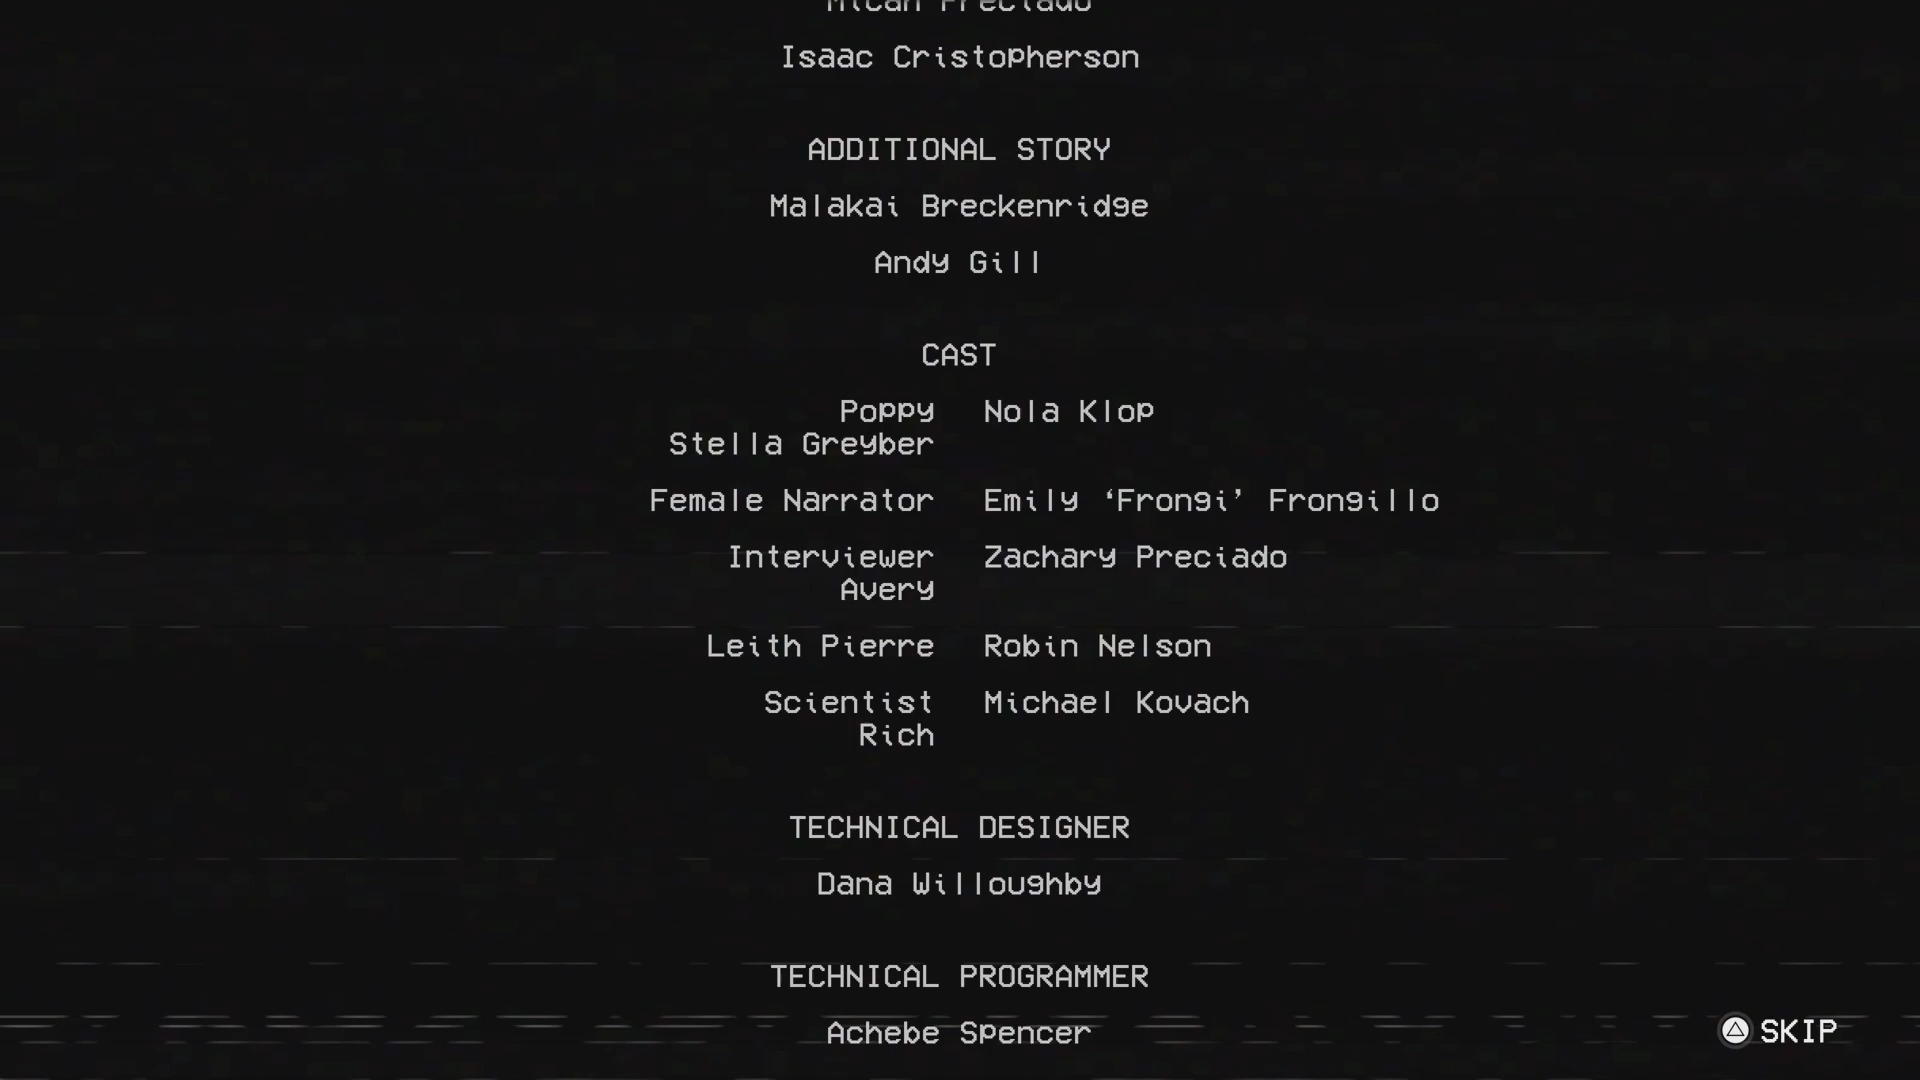 Micah Preciado
Isaac Cristopherson
ADDITIONAL STORY
Malakai Breckenridge
Andy Gill
CAST
Poppy Nola Klop
Stella Greyber
Female Narrator Emily ‘Frongi’ Frongillo
Interviewer Zachary Preciado
Avery
Leith Pierre Robin Nelson
Scientist Michael Kovach
Rich
TECHNICAL DESIGNER
Dana Willoughby
TECHNICAL PROGRAMMER
Achebe Spencer
SKIP